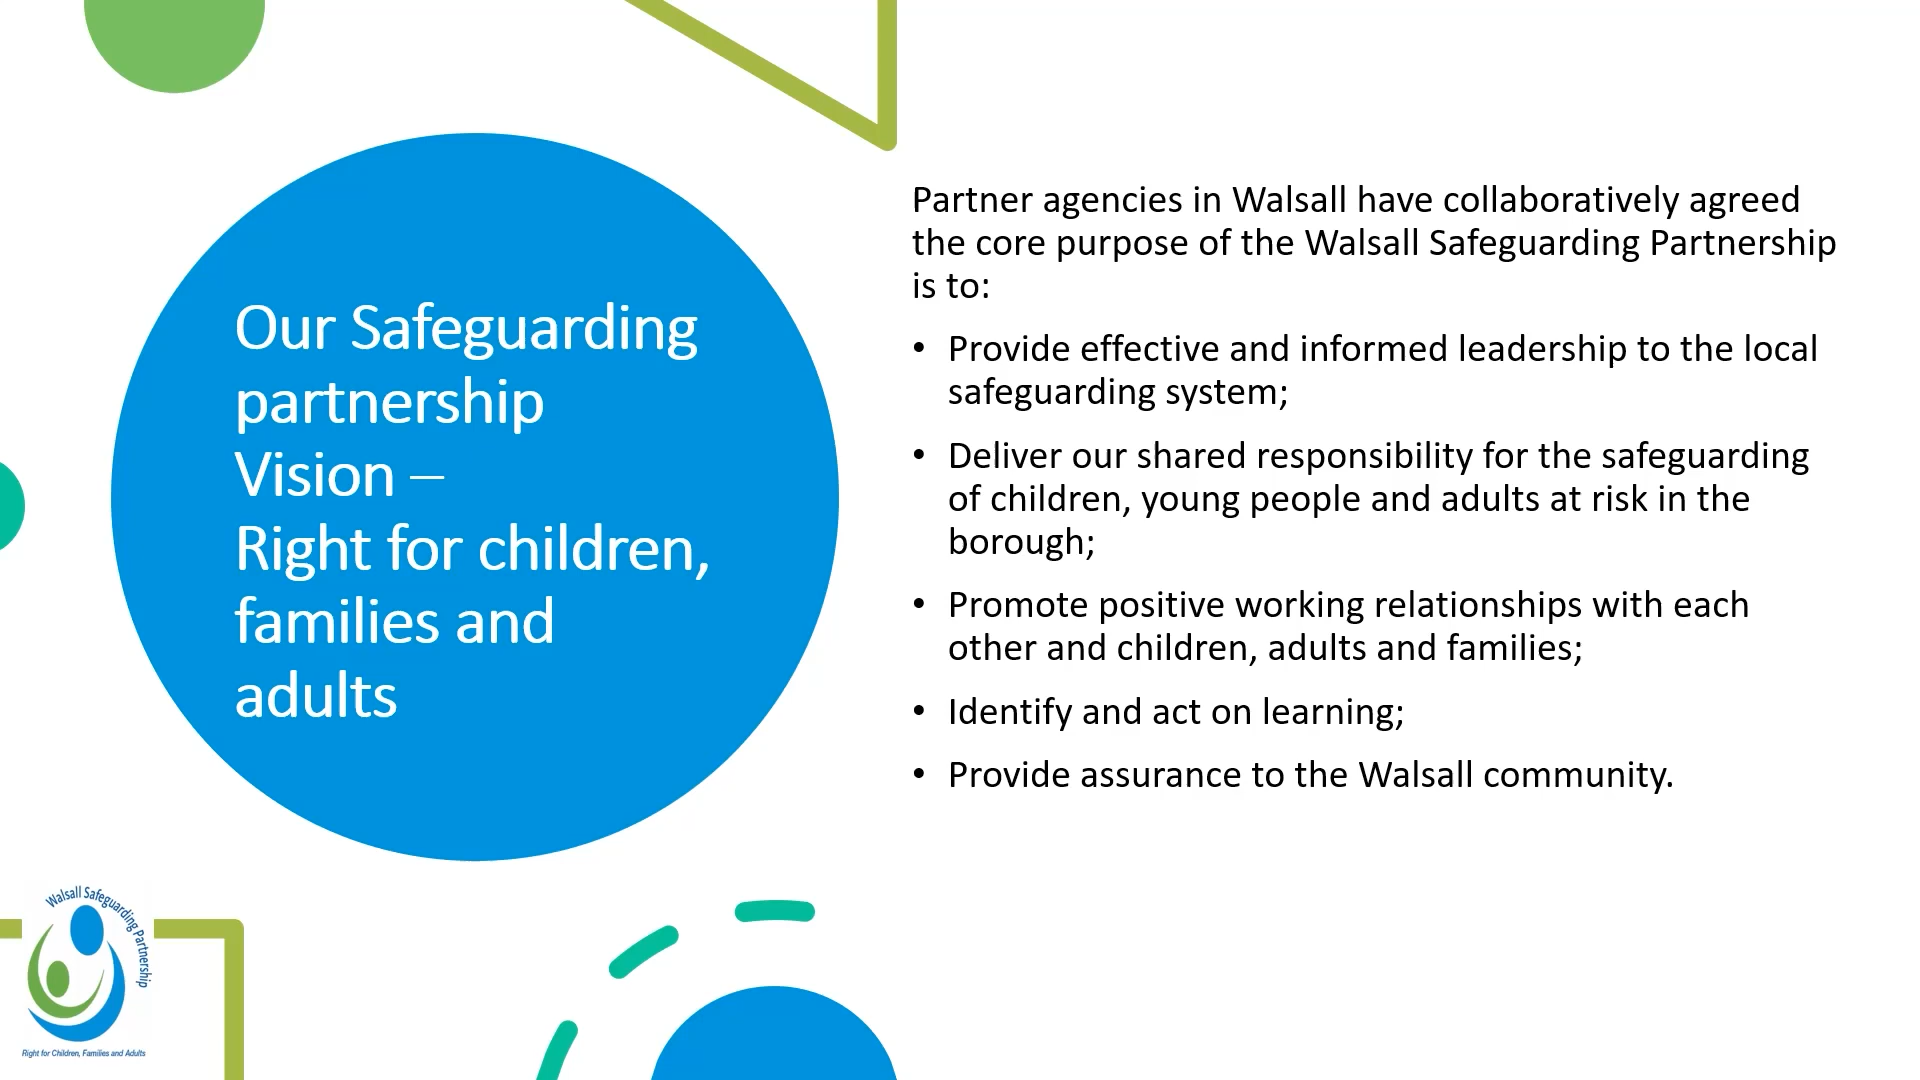 Our Safeguarding
partnership
Vision –
Right for children,
families and
adults
Partner agencies in Walsall have collaboratively agreed
the core purpose of the Walsall Safeguarding Partnership
is to:
• Provide effective and informed leadership to the local
safeguarding system;
• Deliver our shared responsibility for the safeguarding
of children, young people and adults at risk in the
borough;
• Promote positive working relationships with each
other and children, adults and families;
• Identify and act on learning;
• Provide assurance to the Walsall community.
Walsall Safeguarding Partnership
Right for Children, Families and Adults